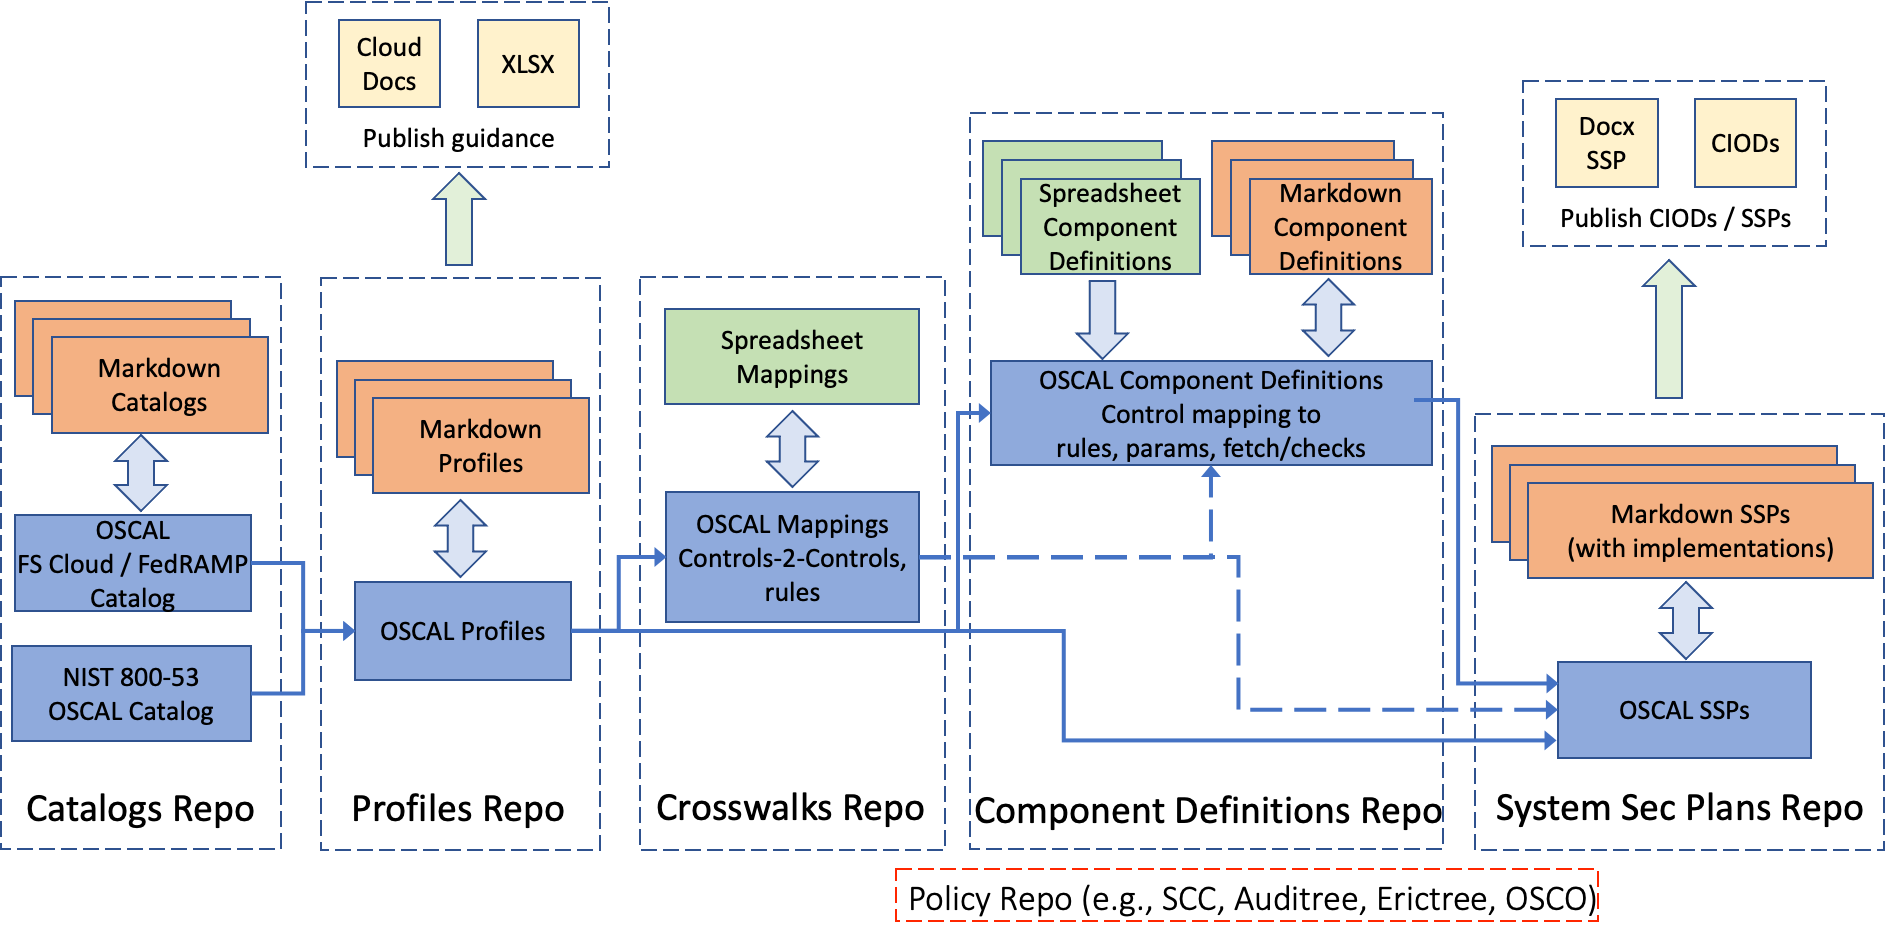 Cloud
Docs
XLSX
Publish guidance
Markdown
Catalogs
OSCAL
FS Cloud / FedRAMP
Catalog
NIST 800-53
OSCAL Catalog
Catalogs Repo
Markdown
Profiles
OSCAL Profiles
Profiles Repo
Spreadsheet
Mappings
OSCAL Mappings
Controls-2-Controls,
rules
Crosswalks Repo
Spreadsheet
Component
Definitions
Markdown
Component
Definitions
OSCAL Component Definitions
Control mapping to
rules, params, fetch/checks
Component Definitions Repo
Docx
SSP
CIODs
Publish CIODs / SSPs
Markdown SSPs
(with implementations)
OSCAL SSPs
System Sec Plans Repo
Policy Repo (e.g., SCC, Auditree, Erictree, OSCO)